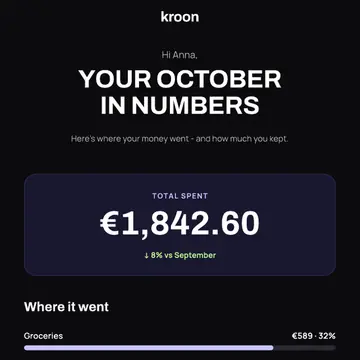 kroon
Hi Anna,
YOUR OCTOBER
IN NUMBERS
Here's where your money went - and how much you kept.
TOTAL SPENT
€1,842.60
↓ 8% vs September
Where it went
Groceries €589 · 32%